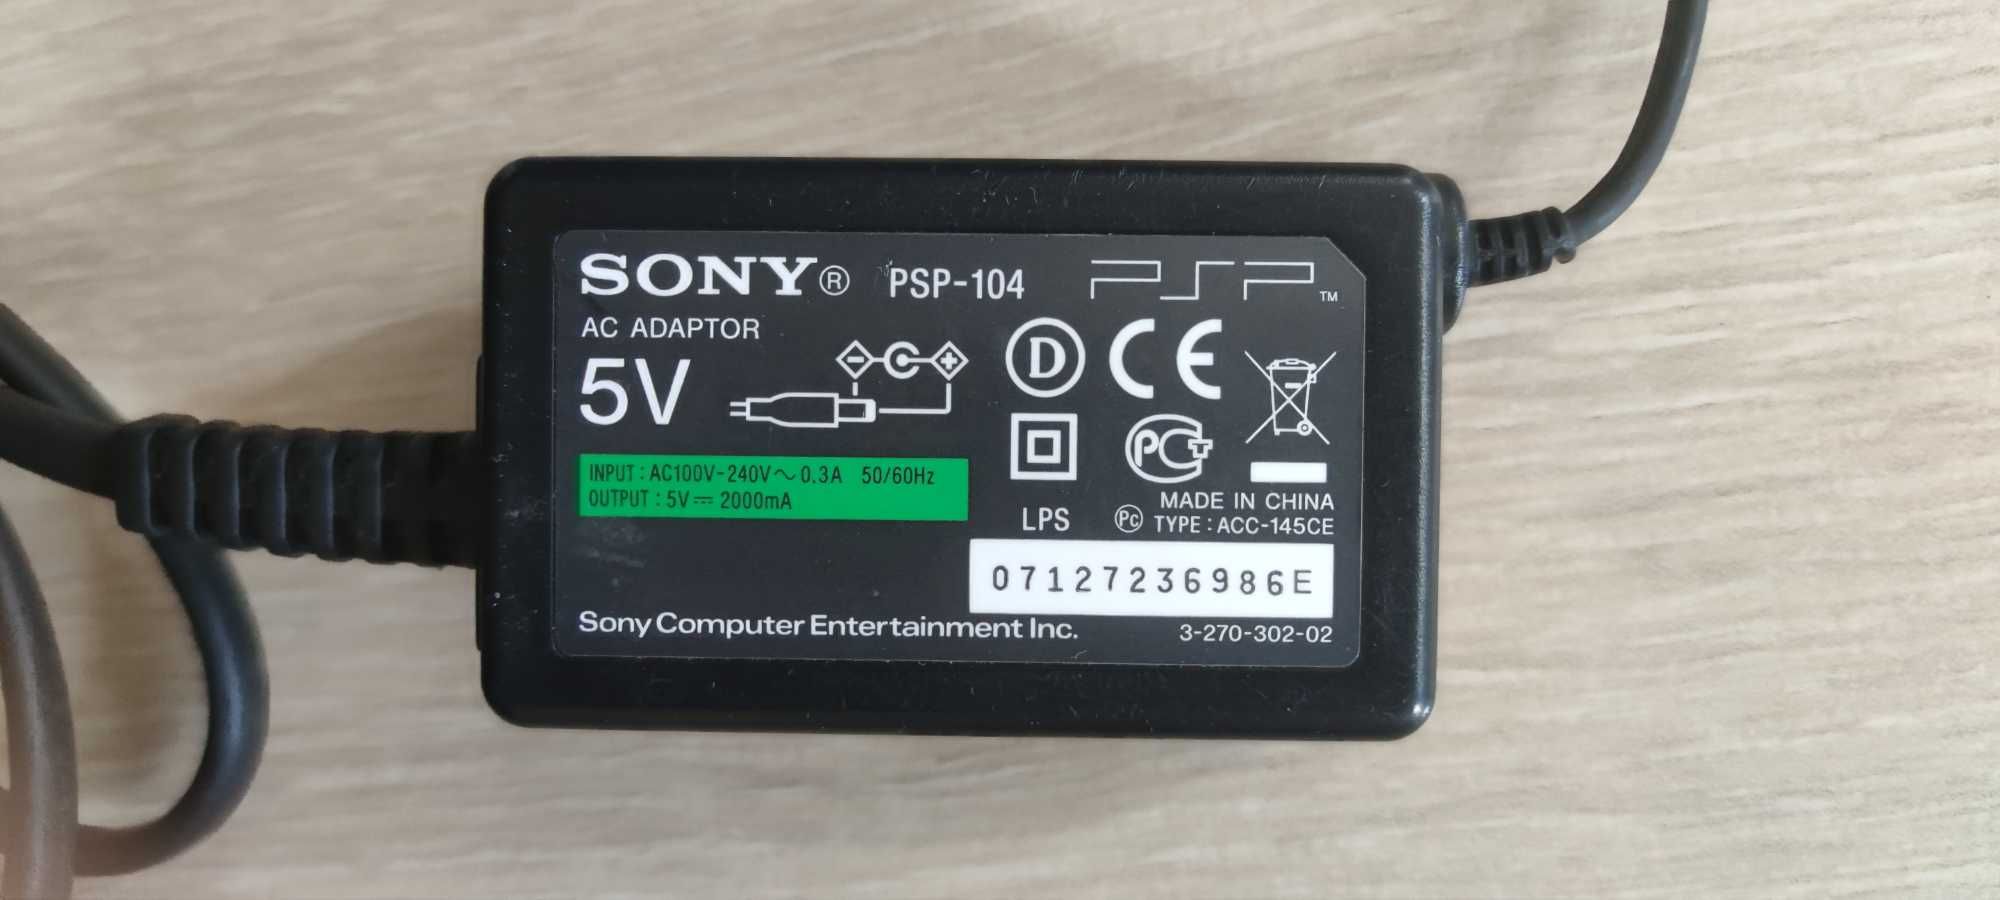 SONY® PSP-104 PSP™
AC ADAPTOR
5V
D CE
INPUT : AC100V-240V～0.3A 50/60Hz
OUTPUT : 5V⎓2000mA
PCT
LPS
MADE IN CHINA
Pc TYPE : ACC-145CE
07127236986E
Sony Computer Entertainment Inc.
3-270-302-02